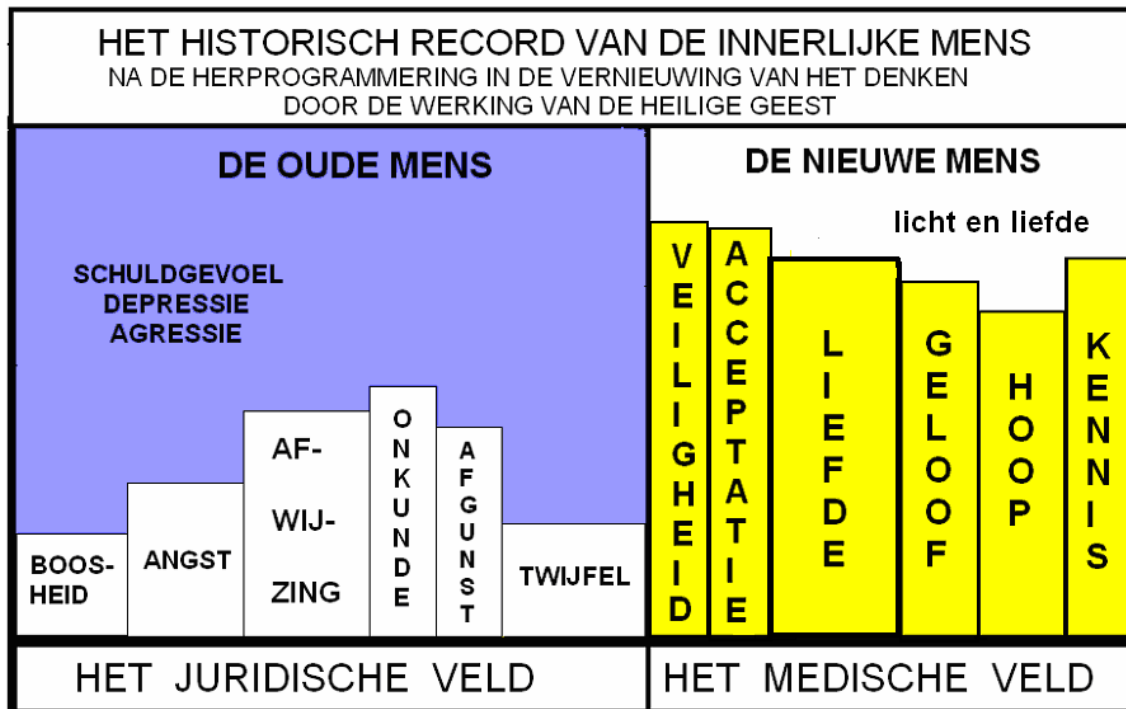 HET HISTORISCH RECORD VAN DE INNERLIJKE MENS
NA DE HERPROGRAMMERING IN DE VERNIEUWING VAN HET DENKEN
DOOR DE WERKING VAN DE HEILIGE GEEST
DE OUDE MENS
SCHULDGEVOEL
DEPRESSIE
AGRESSIE
BOOS-
HEID
ANGST
AF-
WIJ-
ZING
ONKUNDE
AFGUNST
TWIJFEL
DE NIEUWE MENS
licht en liefde
VEILIGHEID
ACCEPTATIE
LIEFDE
GELOOF
HOOP
KENNIS
HET JURIDISCHE VELD
HET MEDISCHE VELD